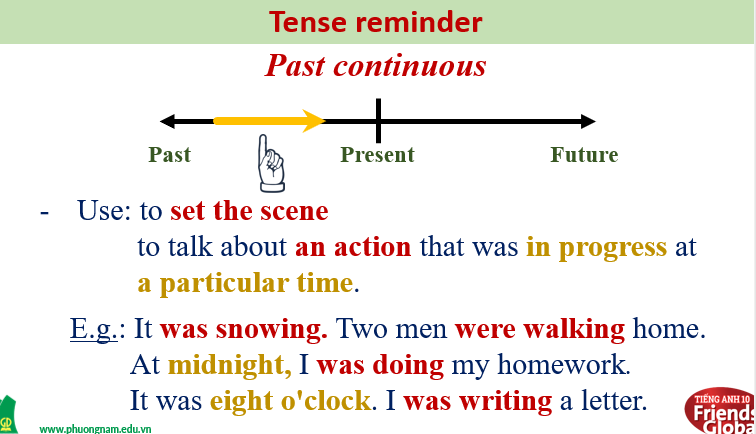 Tense reminder
Past continuous
Past Present Future
- Use: to set the scene
to talk about an action that was in progress at
a particular time.
E.g.: It was snowing. Two men were walking home.
At midnight, I was doing my homework.
It was eight o'clock. I was writing a letter.
www.phuongnam.edu.vn
TIẾNG ANH 10
Friends
Global